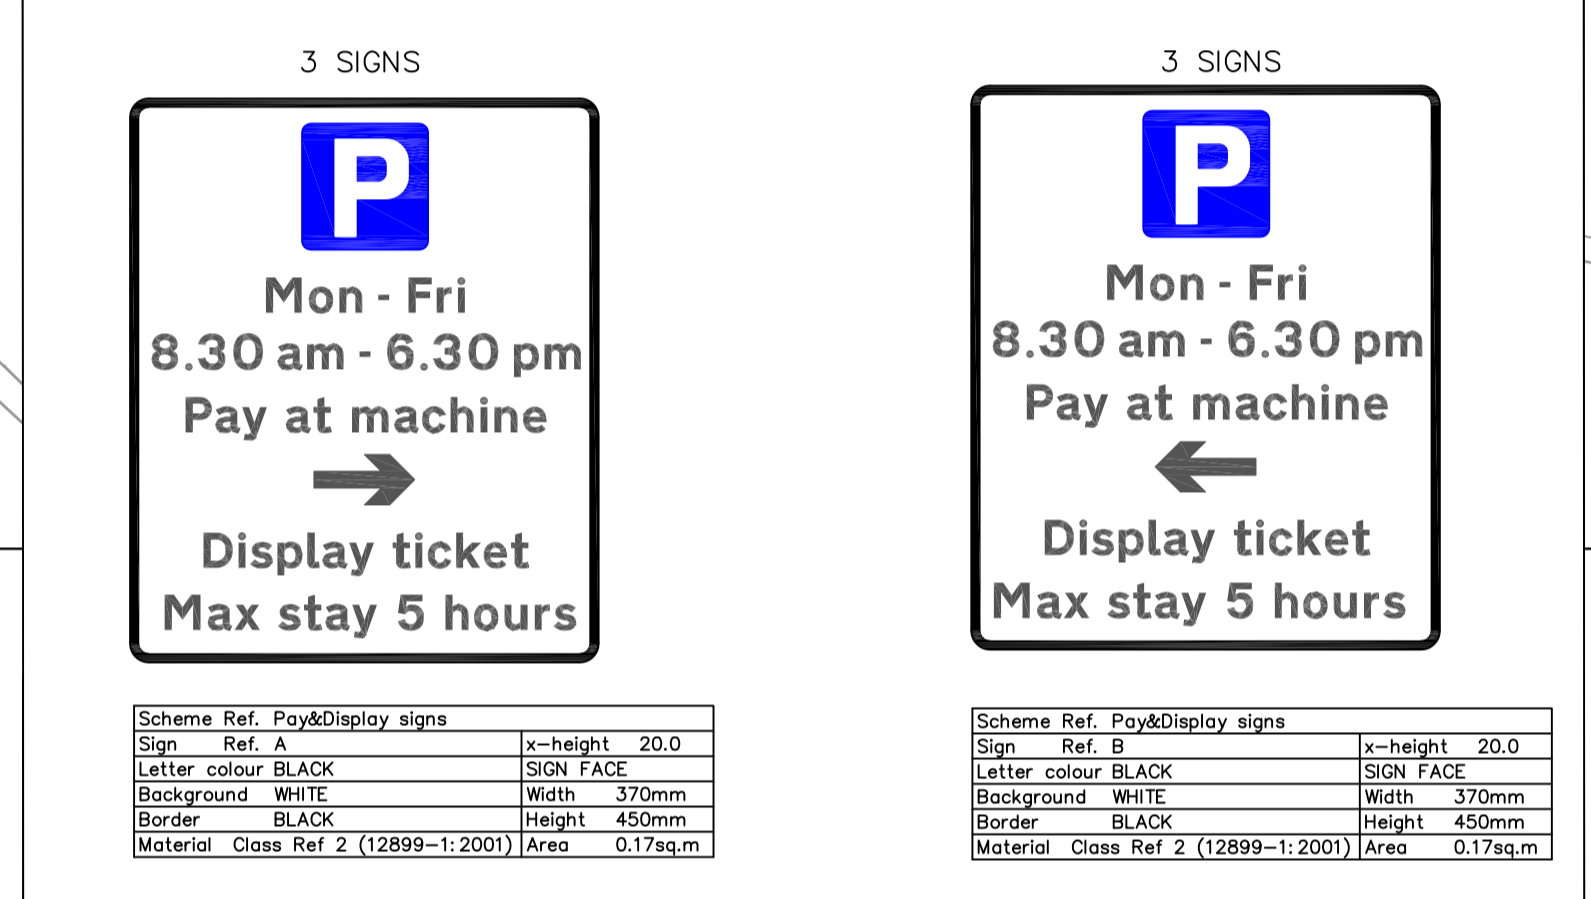 3 SIGNS
P
Mon - Fri
8.30 am - 6.30 pm
Pay at machine
Display ticket
Max stay 5 hours
Scheme Ref. Pay&Display signs
Sign Ref. A x-height 20.0
Letter colour BLACK SIGN FACE
Background WHITE Width 370mm
Border BLACK Height 450mm
Material Class Ref 2 (12899-1:2001) Area 0.17sq.m
3 SIGNS
P
Mon - Fri
8.30 am - 6.30 pm
Pay at machine
Display ticket
Max stay 5 hours
Scheme Ref. Pay&Display signs
Sign Ref. B x-height 20.0
Letter colour BLACK SIGN FACE
Background WHITE Width 370mm
Border BLACK Height 450mm
Material Class Ref 2 (12899-1:2001) Area 0.17sq.m